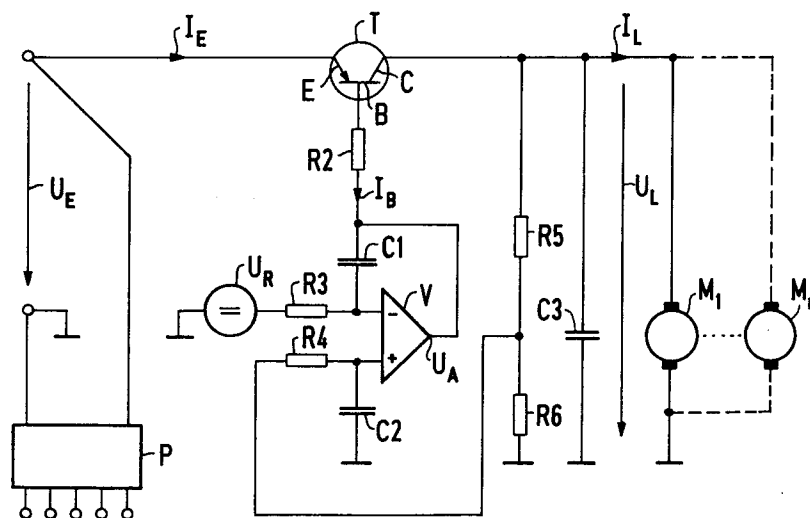 I_E
T
I_L
E
C
B
R2
I_B
U_E
U_L
C1
R5
U_R
R3
V
M_1
M_1
C3
R4
U_A
R6
C2
P